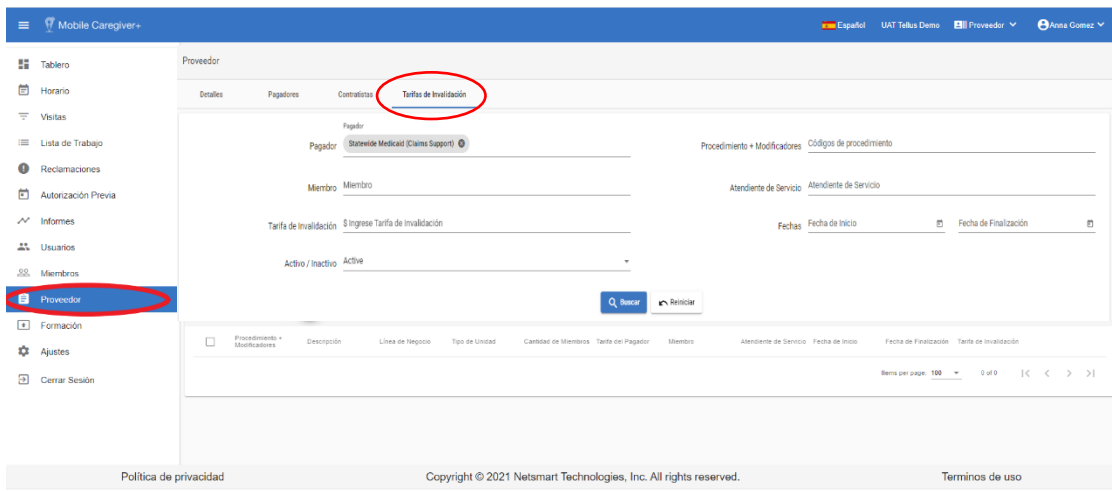 Mobile Caregiver+
Español UAT Tellus Demo Proveedor Anna Gomez
Tablero
Horario
Visitas
Lista de Trabajo
Reclamaciones
Autorización Previa
Informes
Usuarios
Miembros
Proveedor
Formación
Ajustes
Cerrar Sesión
Proveedor
Detalles Pagadores Contratistas Tarifas de Invalidación
Pagador
Pagador Statewide Medicaid (Claims Support)
Procedimiento + Modificadores Códigos de procedimiento
Miembro Miembro
Atendiente de Servicio Atendiente de Servicio
Tarifa de Invalidación $ Ingrese Tarifa de Invalidación
Fechas Fecha de Inicio Fecha de Finalización
Activo / Inactivo Active
Buscar Reiniciar
Procedimiento + Modificadores Descripción Línea de Negocio Tipo de Unidad Cantidad de Miembros Tarifa del Pagador Miembro Atendiente de Servicio Fecha de Inicio Fecha de Finalización Tarifa de Invalidación
Items per page: 100 0 of 0
Política de privacidad Copyright © 2021 Netsmart Technologies, Inc. All rights reserved. Terminos de uso